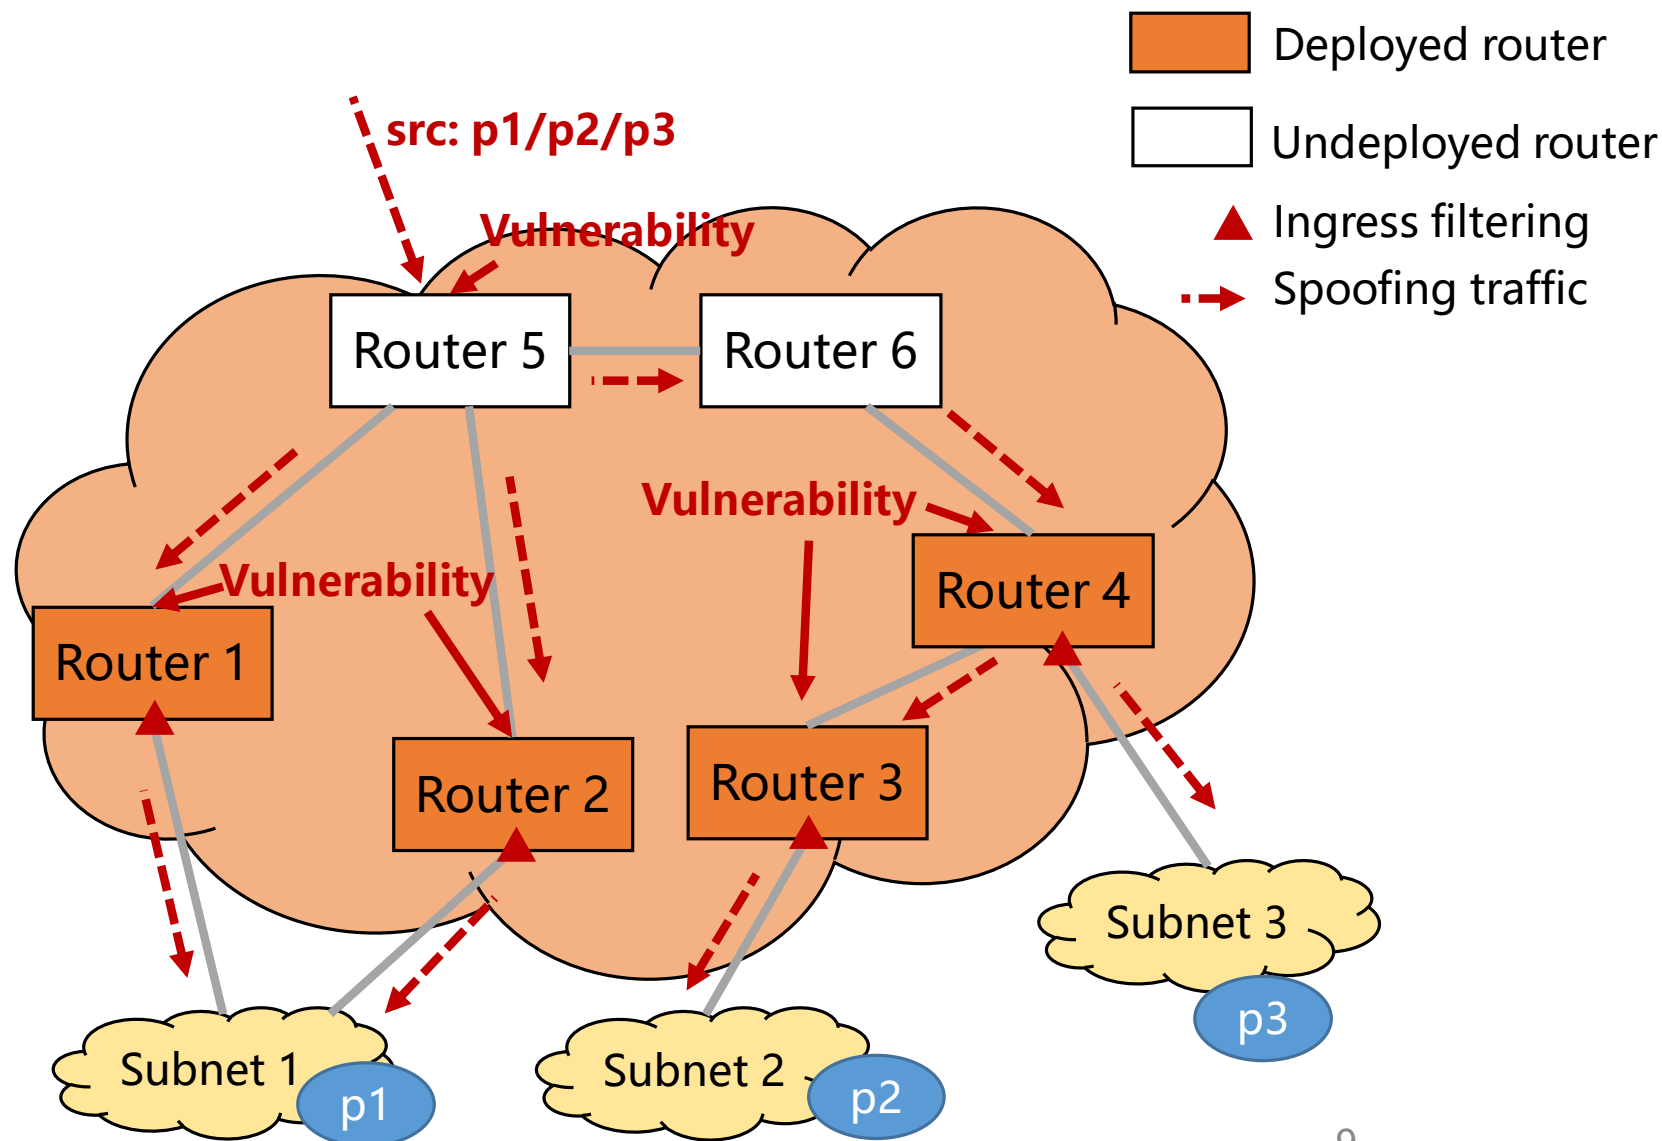 Deployed router
Undeployed router
Ingress filtering
Spoofing traffic
src: p1/p2/p3
Vulnerability
Router 5
Router 6
Vulnerability
Vulnerability
Router 4
Router 1
Router 2
Router 3
Subnet 3
p3
Subnet 1
p1
Subnet 2
p2